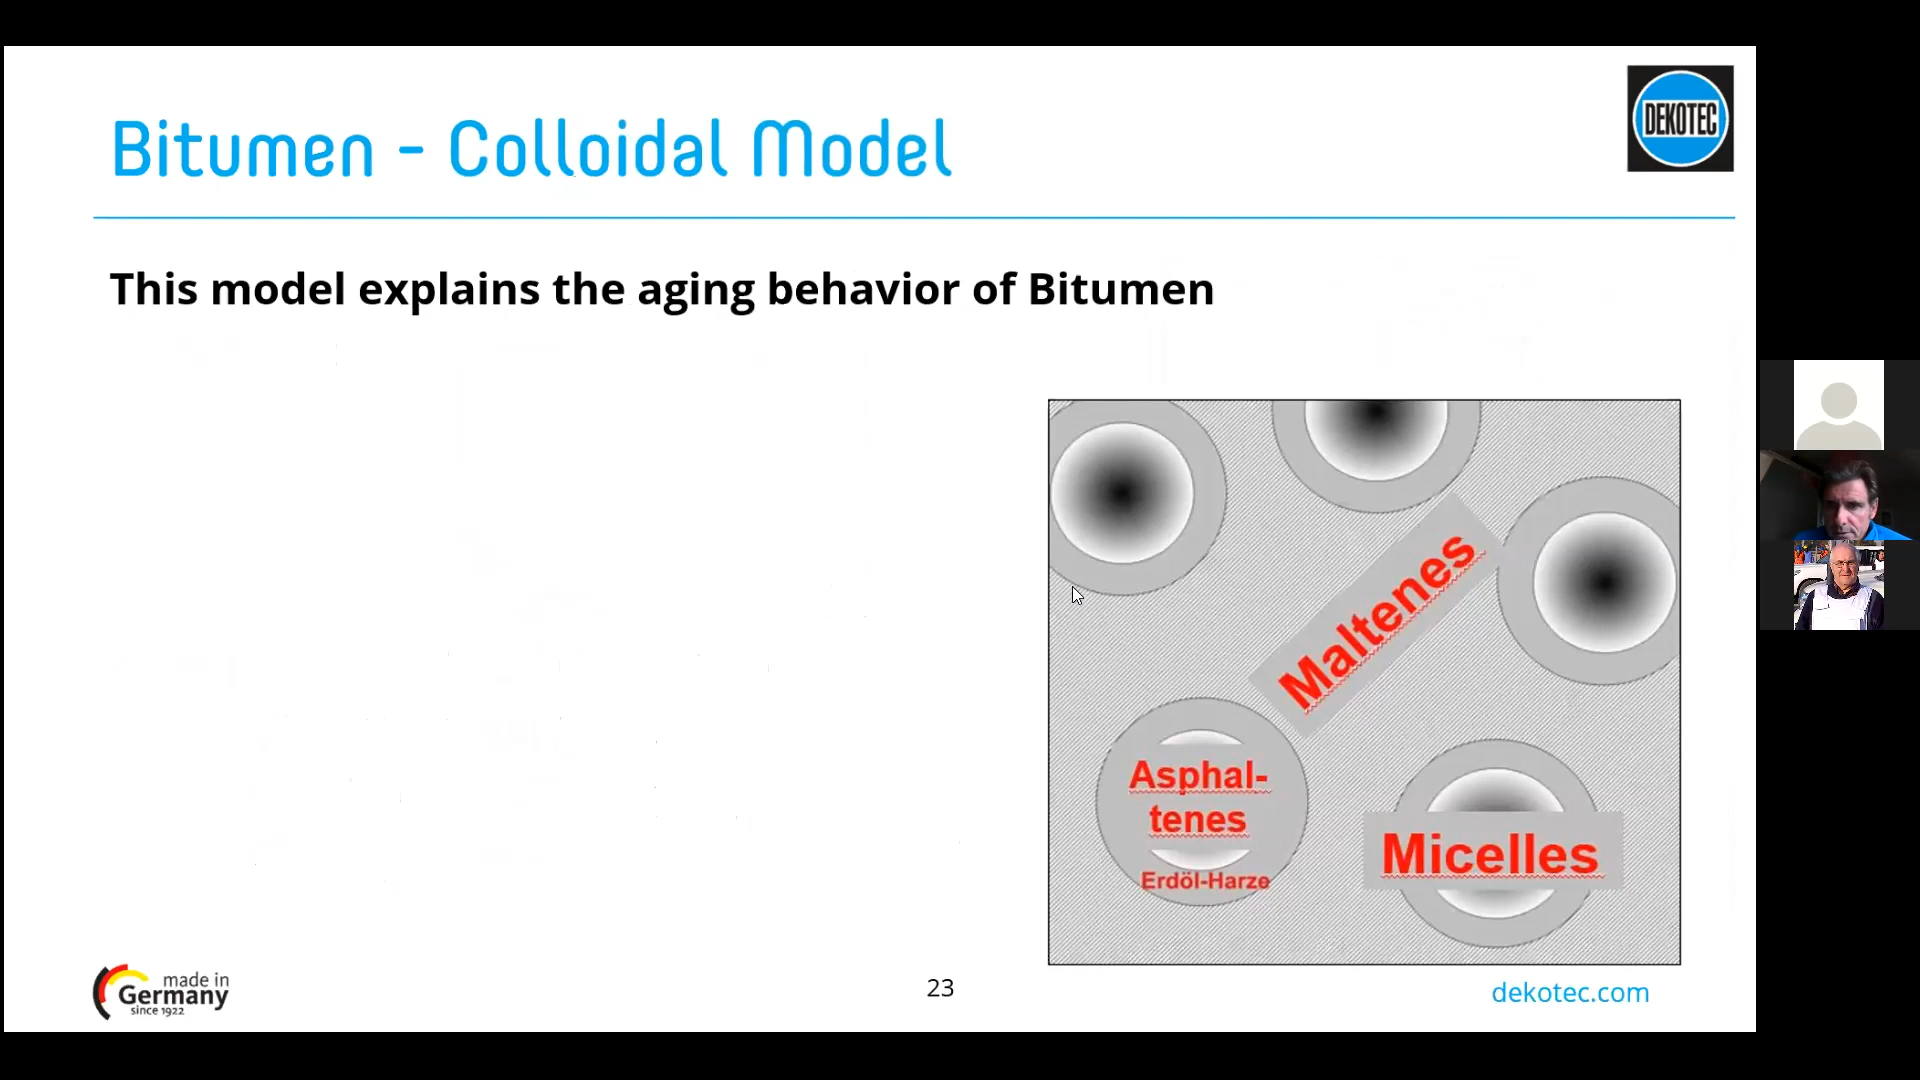 Bitumen - Colloidal Model
DEKOTEC
This model explains the aging behavior of Bitumen
Maltenes
Asphal-
tenes
Erdöl-Harze
Micelles
made in
Germany
since 1922
23
dekotec.com